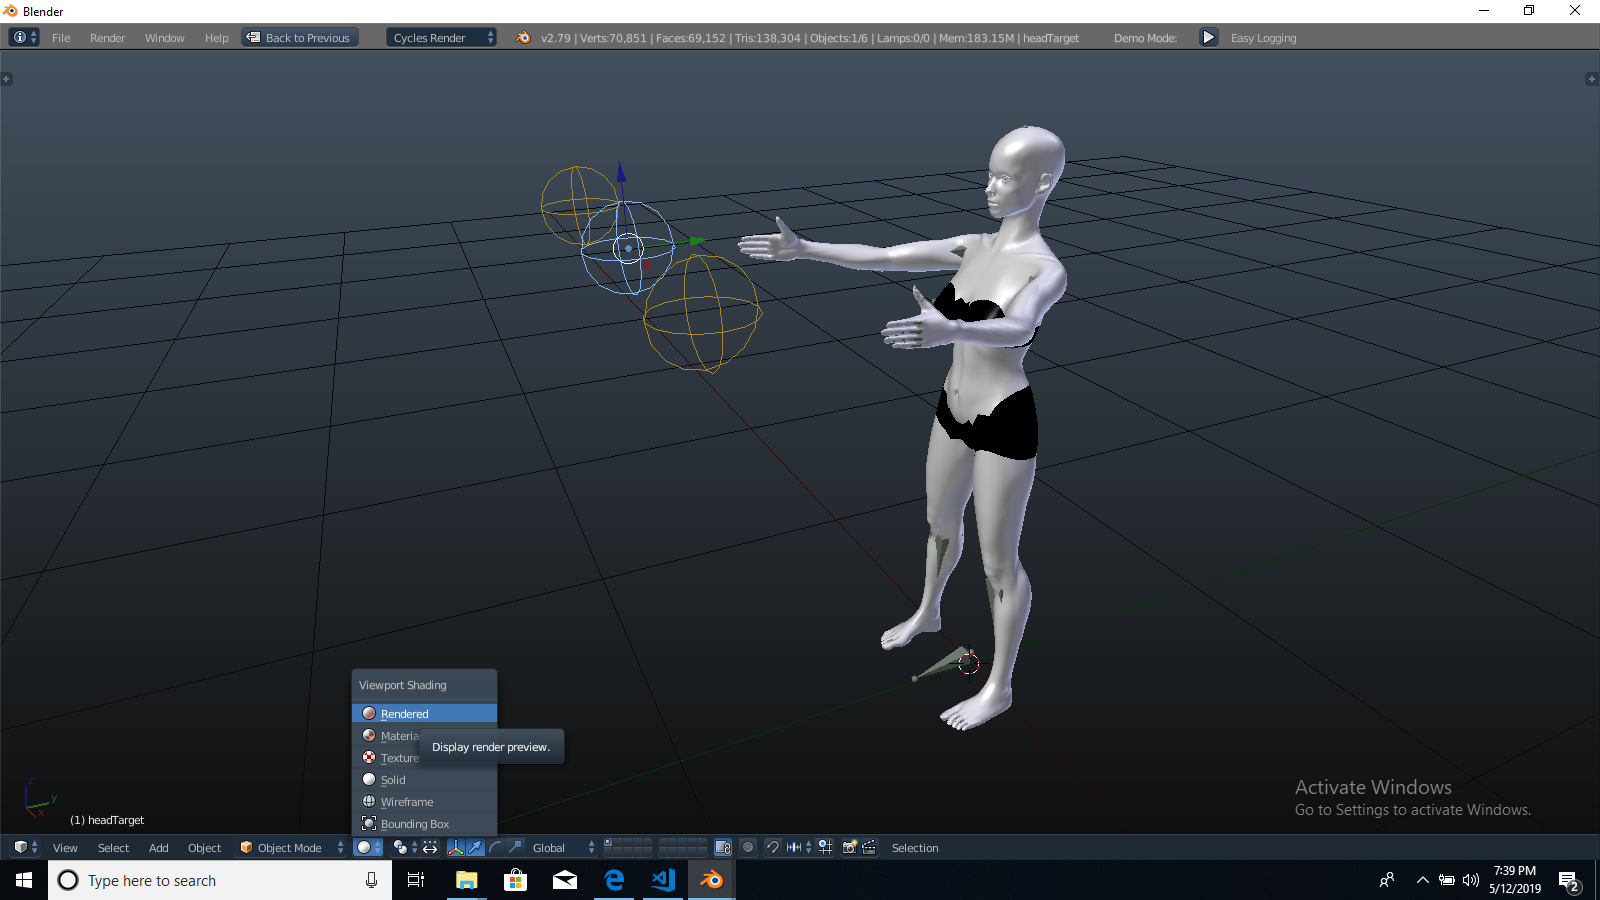 Blender
File Render Window Help Back to Previous Cycles Render v2.79 | Verts:70,851 | Faces:69,152 | Tris:138,304 | Objects:1/6 | Lamps:0/0 | Mem:183.15M | headTarget Demo Mode: Easy Logging
Viewport Shading
Rendered
Materia
Display render preview.
Texture
Solid
Wireframe
Bounding Box
z
y
x
(1) headTarget
Activate Windows
Go to Settings to activate Windows.
View Select Add Object Object Mode Global Selection
Type here to search
7:39 PM
5/12/2019
2